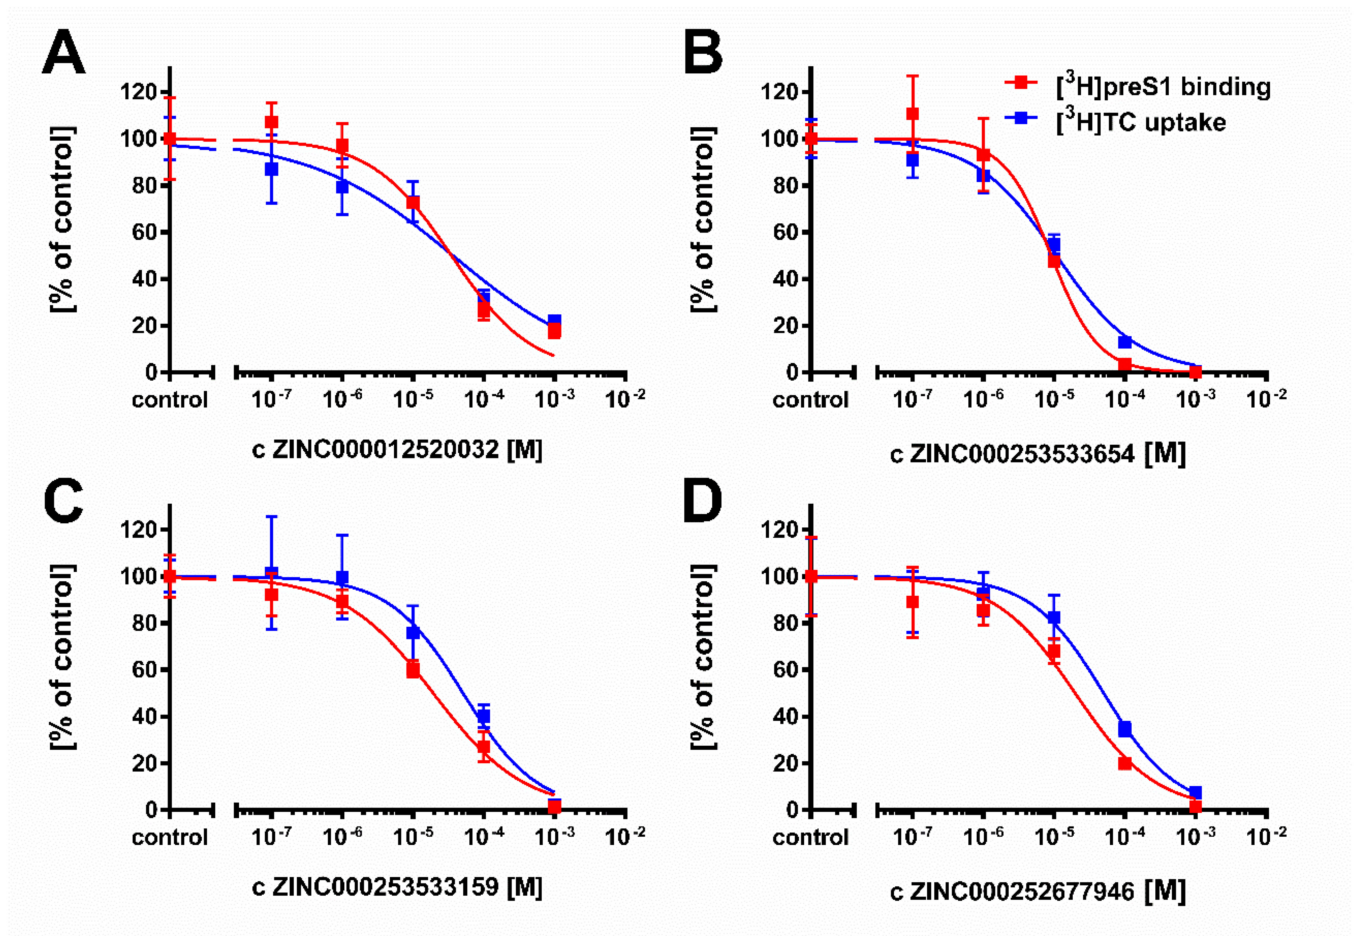 A
[% of control]
120
100
80
60
40
20
0
control
10-7
10-6
10-5
10-4
10-3
10-2
c ZINC000012520032 [M]
B
[% of control]
120
100
80
60
40
20
0
[3H]preS1 binding
[3H]TC uptake
control
10-7
10-6
10-5
10-4
10-3
10-2
c ZINC000253533654 [M]
C
[% of control]
120
100
80
60
40
20
0
control
10-7
10-6
10-5
10-4
10-3
10-2
c ZINC000253533159 [M]
D
[% of control]
120
100
80
60
40
20
0
control
10-7
10-6
10-5
10-4
10-3
10-2
c ZINC000252677946 [M]